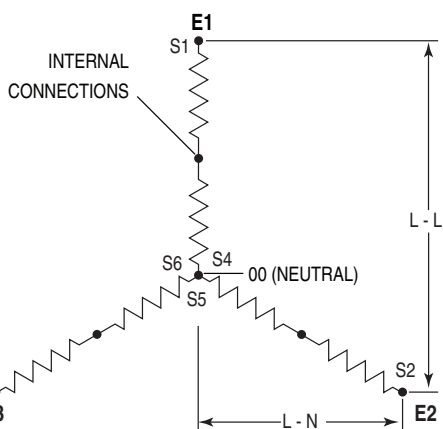 E1
S1
INTERNAL
CONNECTIONS
L - L
S6
S4
00 (NEUTRAL)
S5
S2
E2
L - N